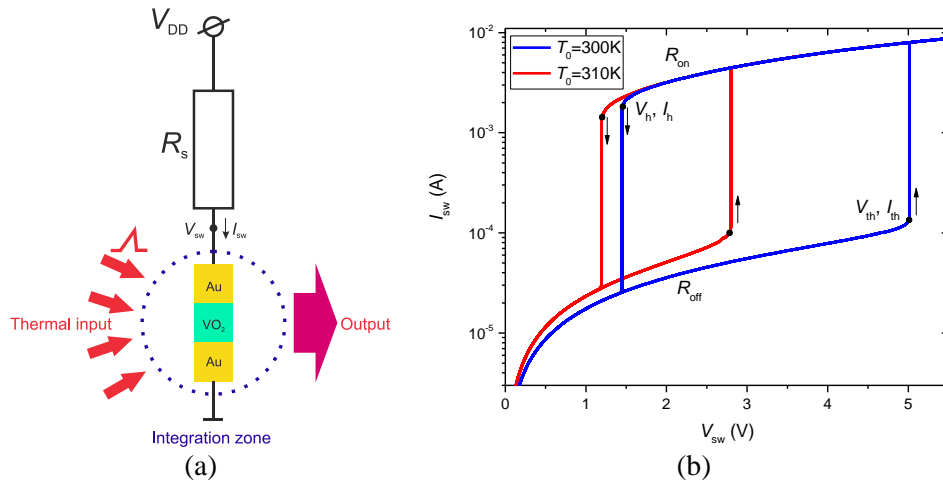 V_DD
R_s
V_sw
I_sw
Au
VO₂
Au
Thermal input
Output
Integration zone
(a)
T₀=300K
T₀=310K
R_on
V_h, I_h
V_th, I_th
R_off
I_sw (A)
10⁻²
10⁻³
10⁻⁴
10⁻⁵
0 1 2 3 4 5
V_sw (V)
(b)